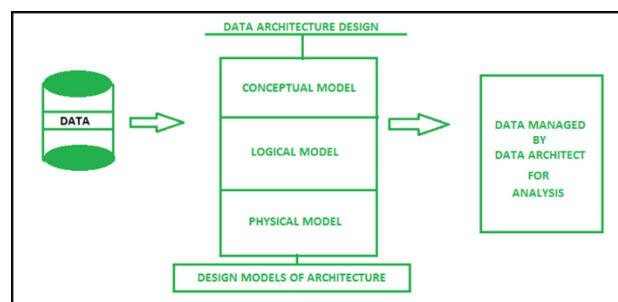 DATA ARCHITECTURE DESIGN
DATA
CONCEPTUAL MODEL
LOGICAL MODEL
PHYSICAL MODEL
DESIGN MODELS OF ARCHITECTURE
DATA MANAGED
BY
DATA ARCHITECT
FOR
ANALYSIS